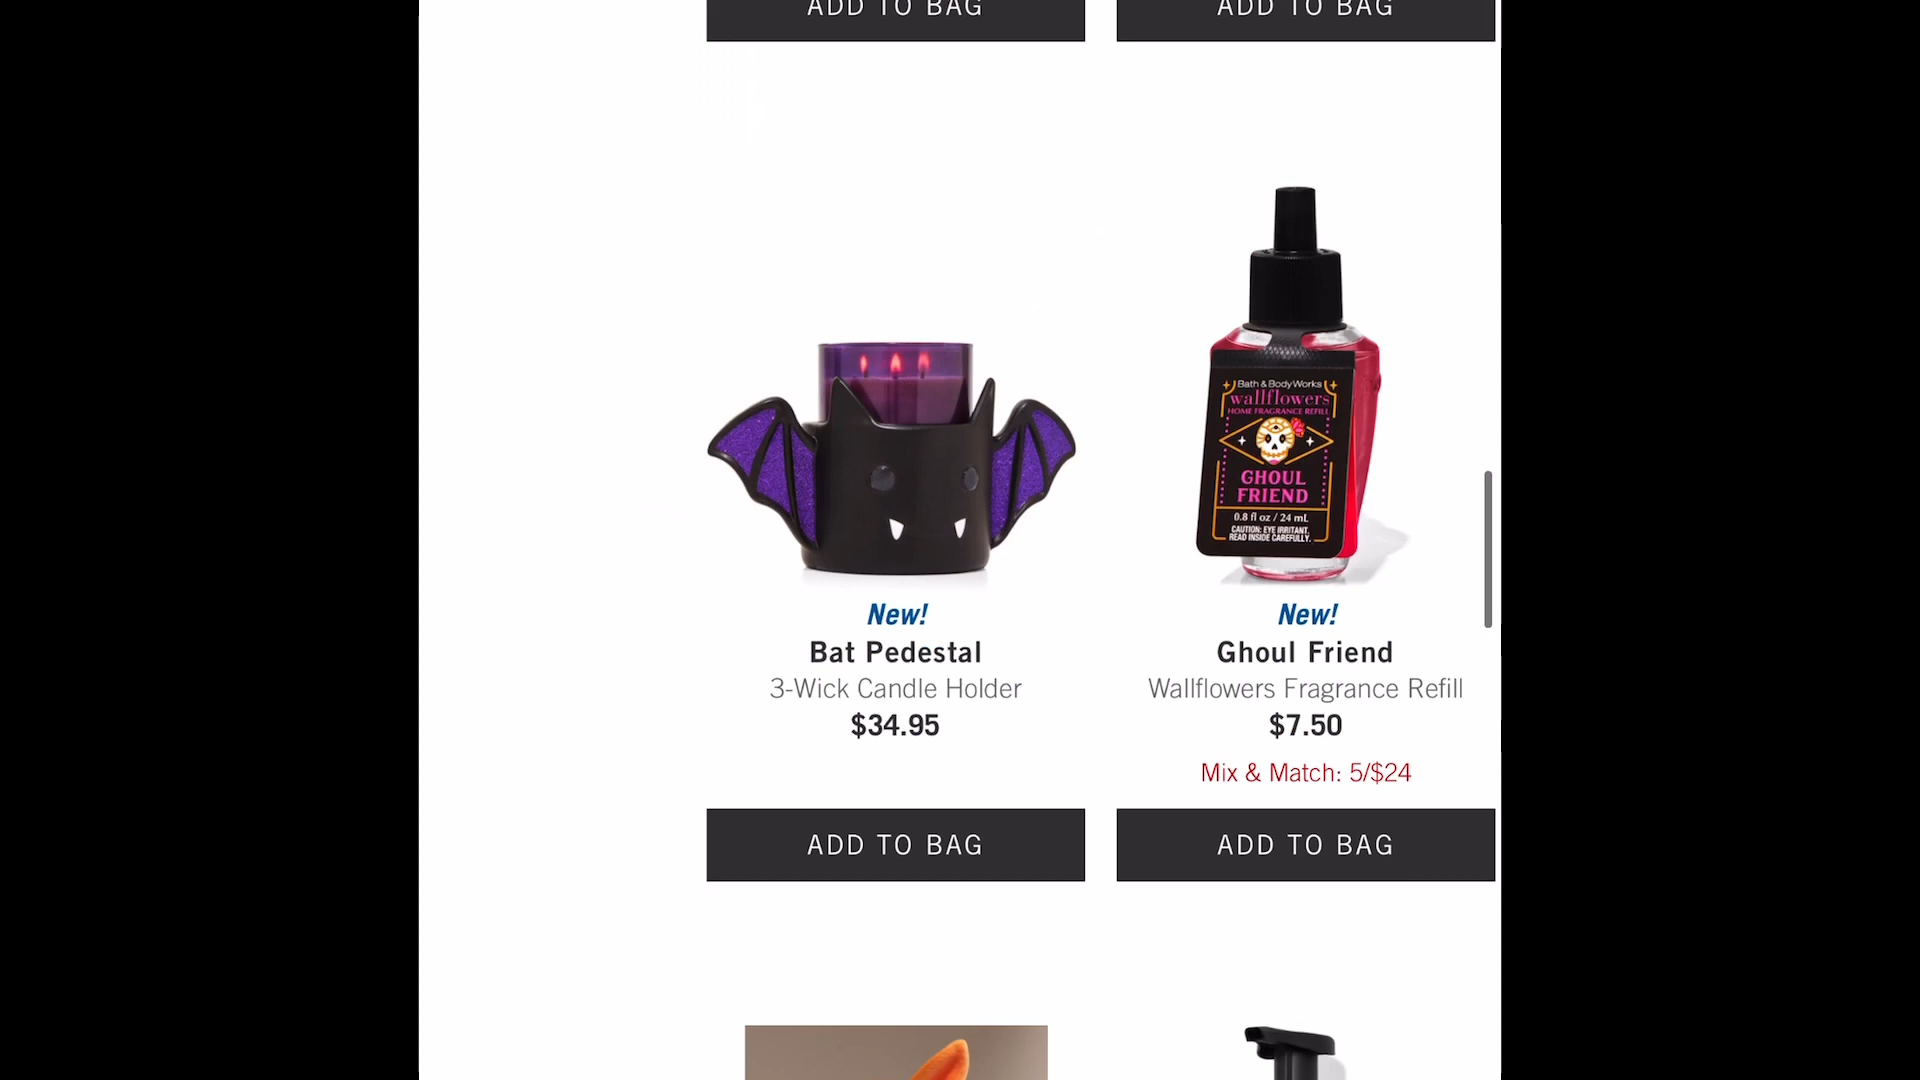 ADD TO BAG
ADD TO BAG
Bath & Body Works
wallflowers
HOME FRAGRANCE REFILL
GHOUL
FRIEND
0.8 fl oz / 24 mL
CAUTION: EYE IRRITANT.
READ INSIDE CAREFULLY.
New!
Bat Pedestal
3-Wick Candle Holder
$34.95
New!
Ghoul Friend
Wallflowers Fragrance Refill
$7.50
Mix & Match: 5/$24
ADD TO BAG
ADD TO BAG